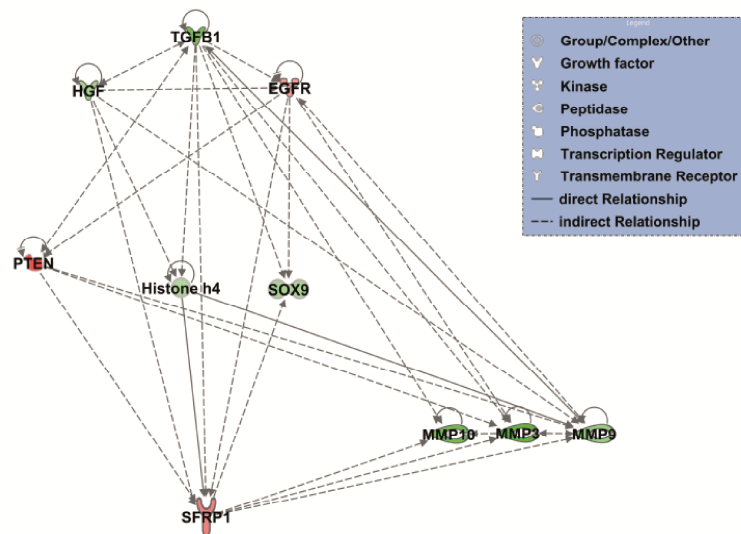 Legend
TGFB1
Group/Complex/Other
Growth factor
HGF
EGFR
Kinase
Peptidase
Phosphatase
Transcription Regulator
Transmembrane Receptor
direct Relationship
indirect Relationship
PTEN
Histone h4
SOX9
MMP10
MMP3
MMP9
SFRP1